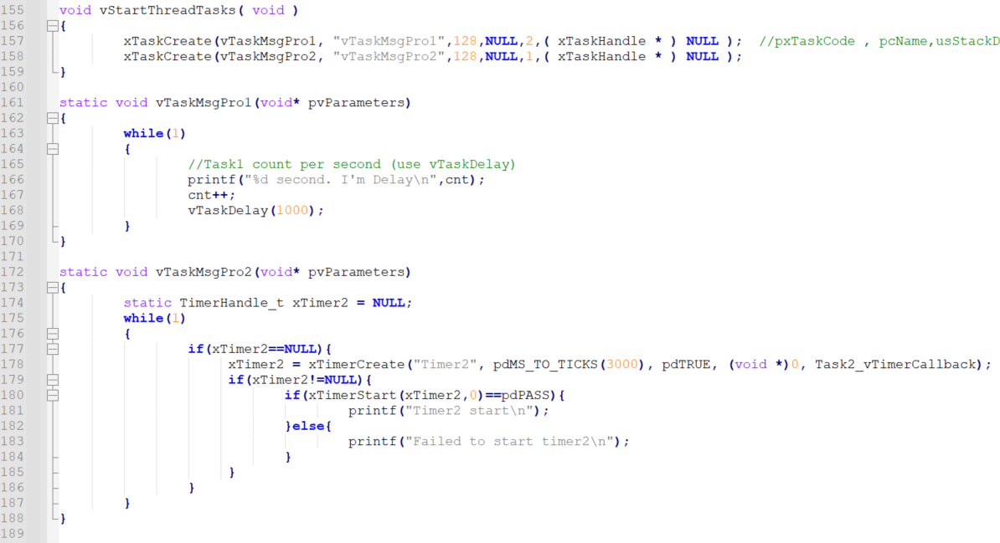 155 void vStartThreadTasks( void )
156 {
157 xTaskCreate(vTaskMsgPro1, "vTaskMsgPro1",128,NULL,2,( xTaskHandle * ) NULL ); //pxTaskCode , pcName,usStackD
158 xTaskCreate(vTaskMsgPro2, "vTaskMsgPro2",128,NULL,1,( xTaskHandle * ) NULL );
159 }
160
161 static void vTaskMsgPro1(void* pvParameters)
162 {
163 while(1)
164 {
165 //Task1 count per second (use vTaskDelay)
166 printf("%d second. I'm Delay\n",cnt);
167 cnt++;
168 vTaskDelay(1000);
169 }
170 }
171
172 static void vTaskMsgPro2(void* pvParameters)
173 {
174 static TimerHandle_t xTimer2 = NULL;
175 while(1)
176 {
177 if(xTimer2==NULL){
178 xTimer2 = xTimerCreate("Timer2", pdMS_TO_TICKS(3000), pdTRUE, (void *)0, Task2_vTimerCallback);
179 if(xTimer2!=NULL){
180 if(xTimerStart(xTimer2,0)==pdPASS){
181 printf("Timer2 start\n");
182 }else{
183 printf("Failed to start timer2\n");
184 }
185 }
186 }
187 }
188 }
189